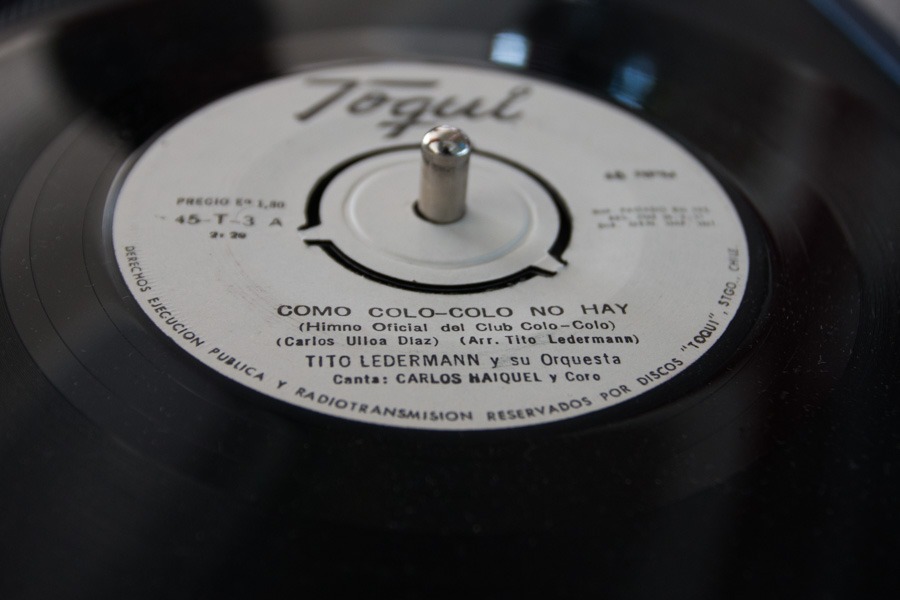 Toqui
PRECIO Eº 1,80
45-T-3 A
2: 20
COMO COLO-COLO NO HAY
(Himno Oficial del Club Colo-Colo)
(Carlos Ulloa Diaz) (Arr. Tito Ledermann)
TITO LEDERMANN y su Orquesta
Canta: CARLOS HAIQUEL y Coro
DERECHOS EJECUCION PUBLICA Y RADIOTRANSMISION RESERVADOS POR DISCOS "TOQUI", STGO., CHILE